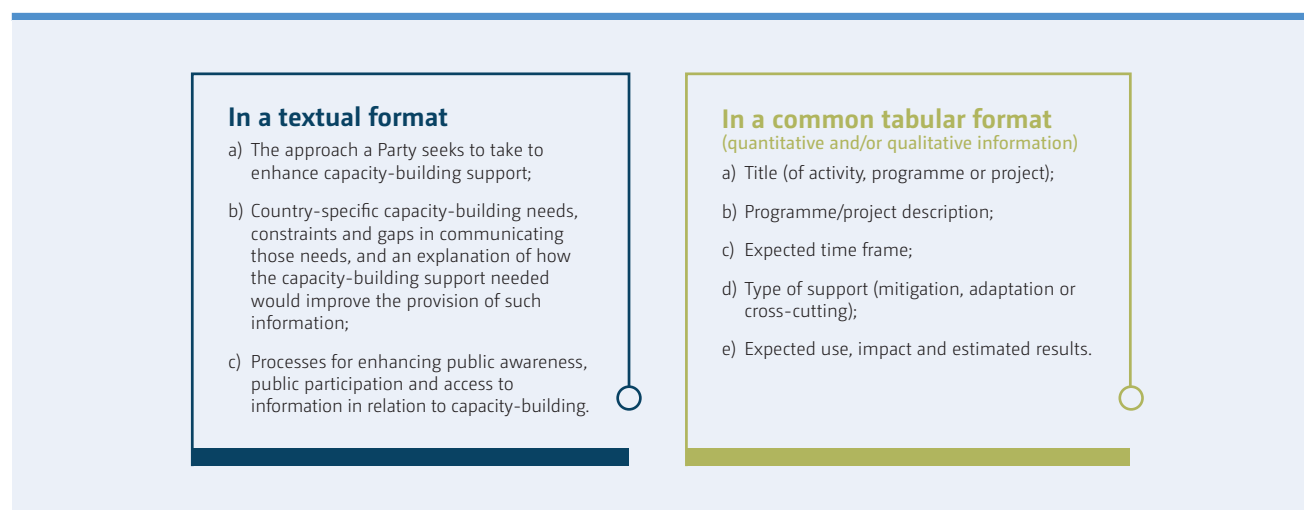 In a textual format
a) The approach a Party seeks to take to
enhance capacity-building support;
b) Country-specific capacity-building needs,
constraints and gaps in communicating
those needs, and an explanation of how
the capacity-building support needed
would improve the provision of such
information;
c) Processes for enhancing public awareness,
public participation and access to
information in relation to capacity-building.
In a common tabular format
(quantitative and/or qualitative information)
a) Title (of activity, programme or project);
b) Programme/project description;
c) Expected time frame;
d) Type of support (mitigation, adaptation or
cross-cutting);
e) Expected use, impact and estimated results.